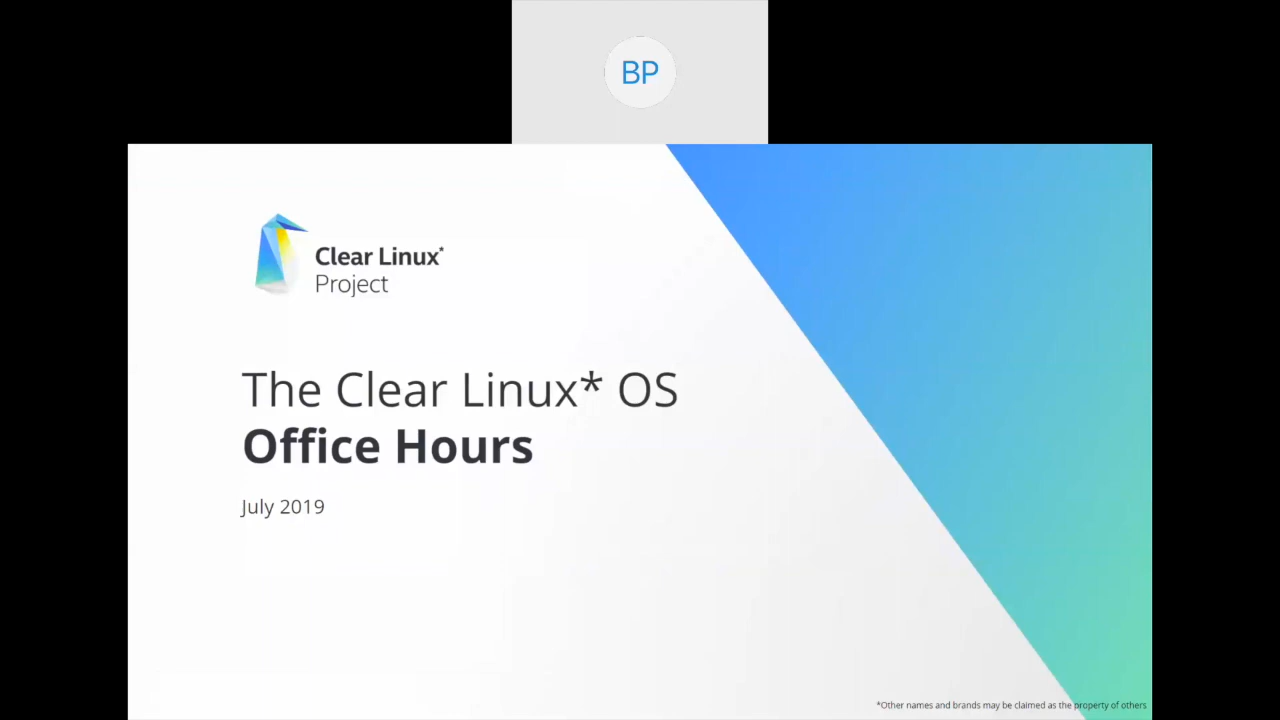 BP
Clear Linux*
Project
The Clear Linux* OS
Office Hours
July 2019
*Other names and brands may be claimed as the property of others